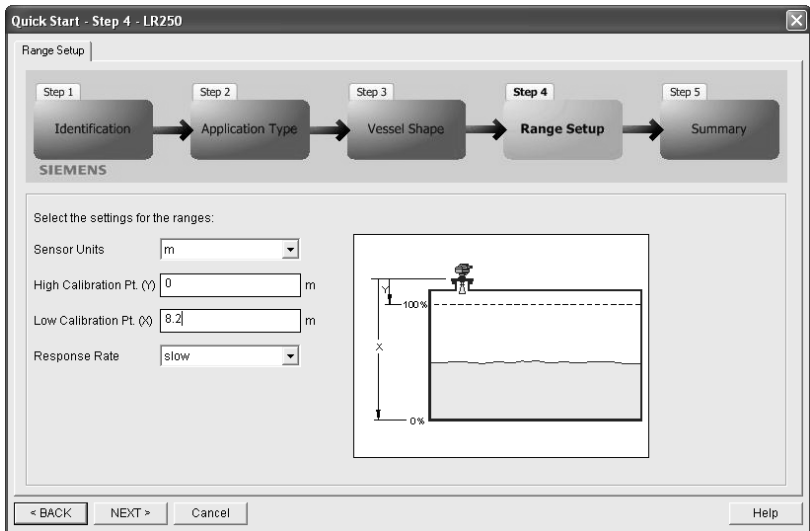 Quick Start - Step 4 - LR250
Range Setup
Step 1
Step 2
Step 3
Step 4
Step 5
Identification
Application Type
Vessel Shape
Range Setup
Summary
SIEMENS
Select the settings for the ranges:
Sensor Units m
High Calibration Pt. (Y) 0 m
Low Calibration Pt. (X) 8.2 m
Response Rate slow
Y
100%
X
0%
< BACK
NEXT >
Cancel
Help